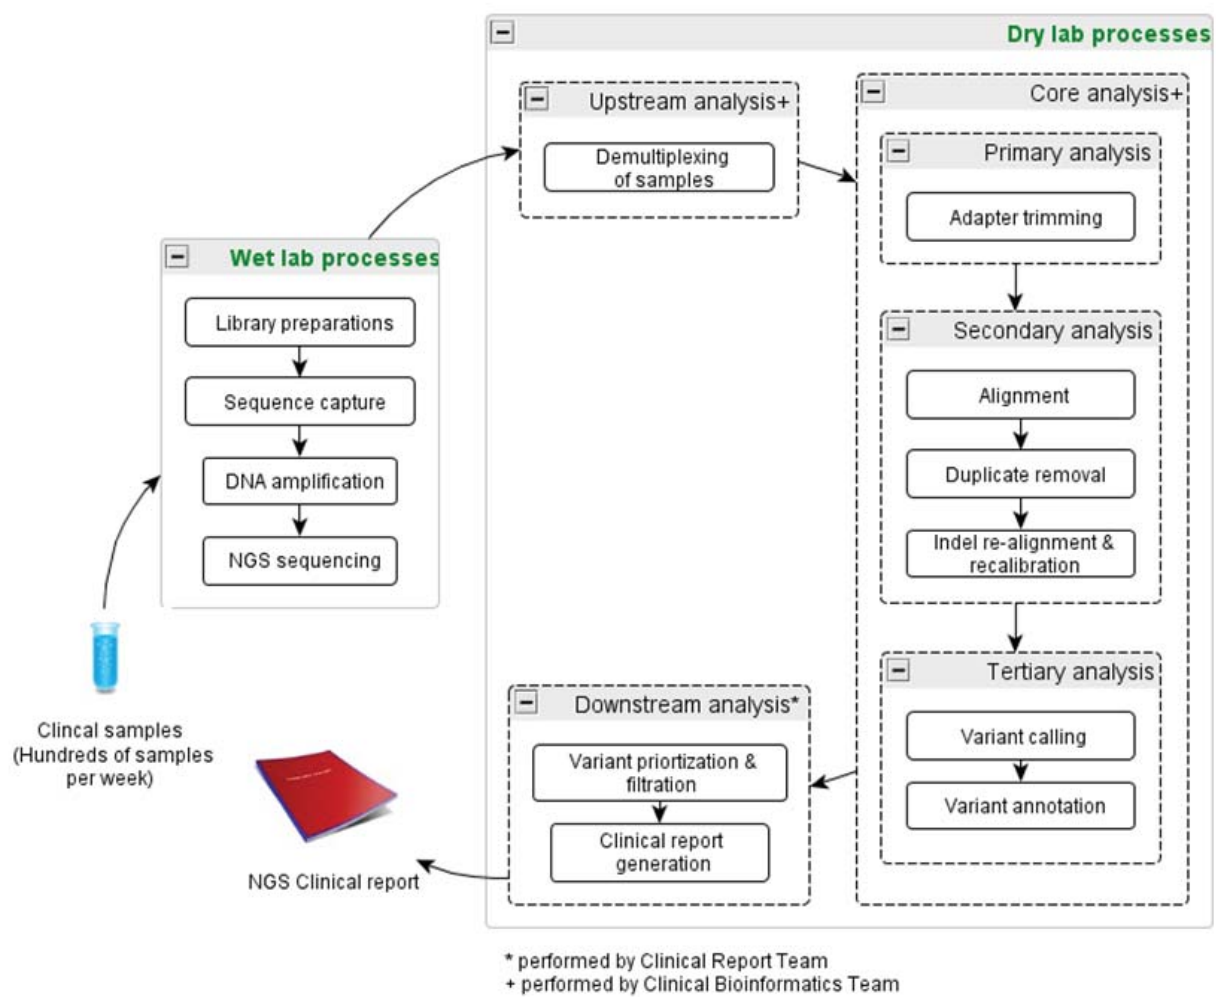 Dry lab processes
Upstream analysis+
Demultiplexing
of samples
Core analysis+
Primary analysis
Adapter trimming
Secondary analysis
Alignment
Duplicate removal
Indel re-alignment &
recalibration
Tertiary analysis
Variant calling
Variant annotation
Wet lab processes
Library preparations
Sequence capture
DNA amplification
NGS sequencing
Clincal samples
(Hundreds of samples
per week)
Downstream analysis*
Variant priortization &
filtration
Clinical report
generation
NGS Clinical report
* performed by Clinical Report Team
+ performed by Clinical Bioinformatics Team